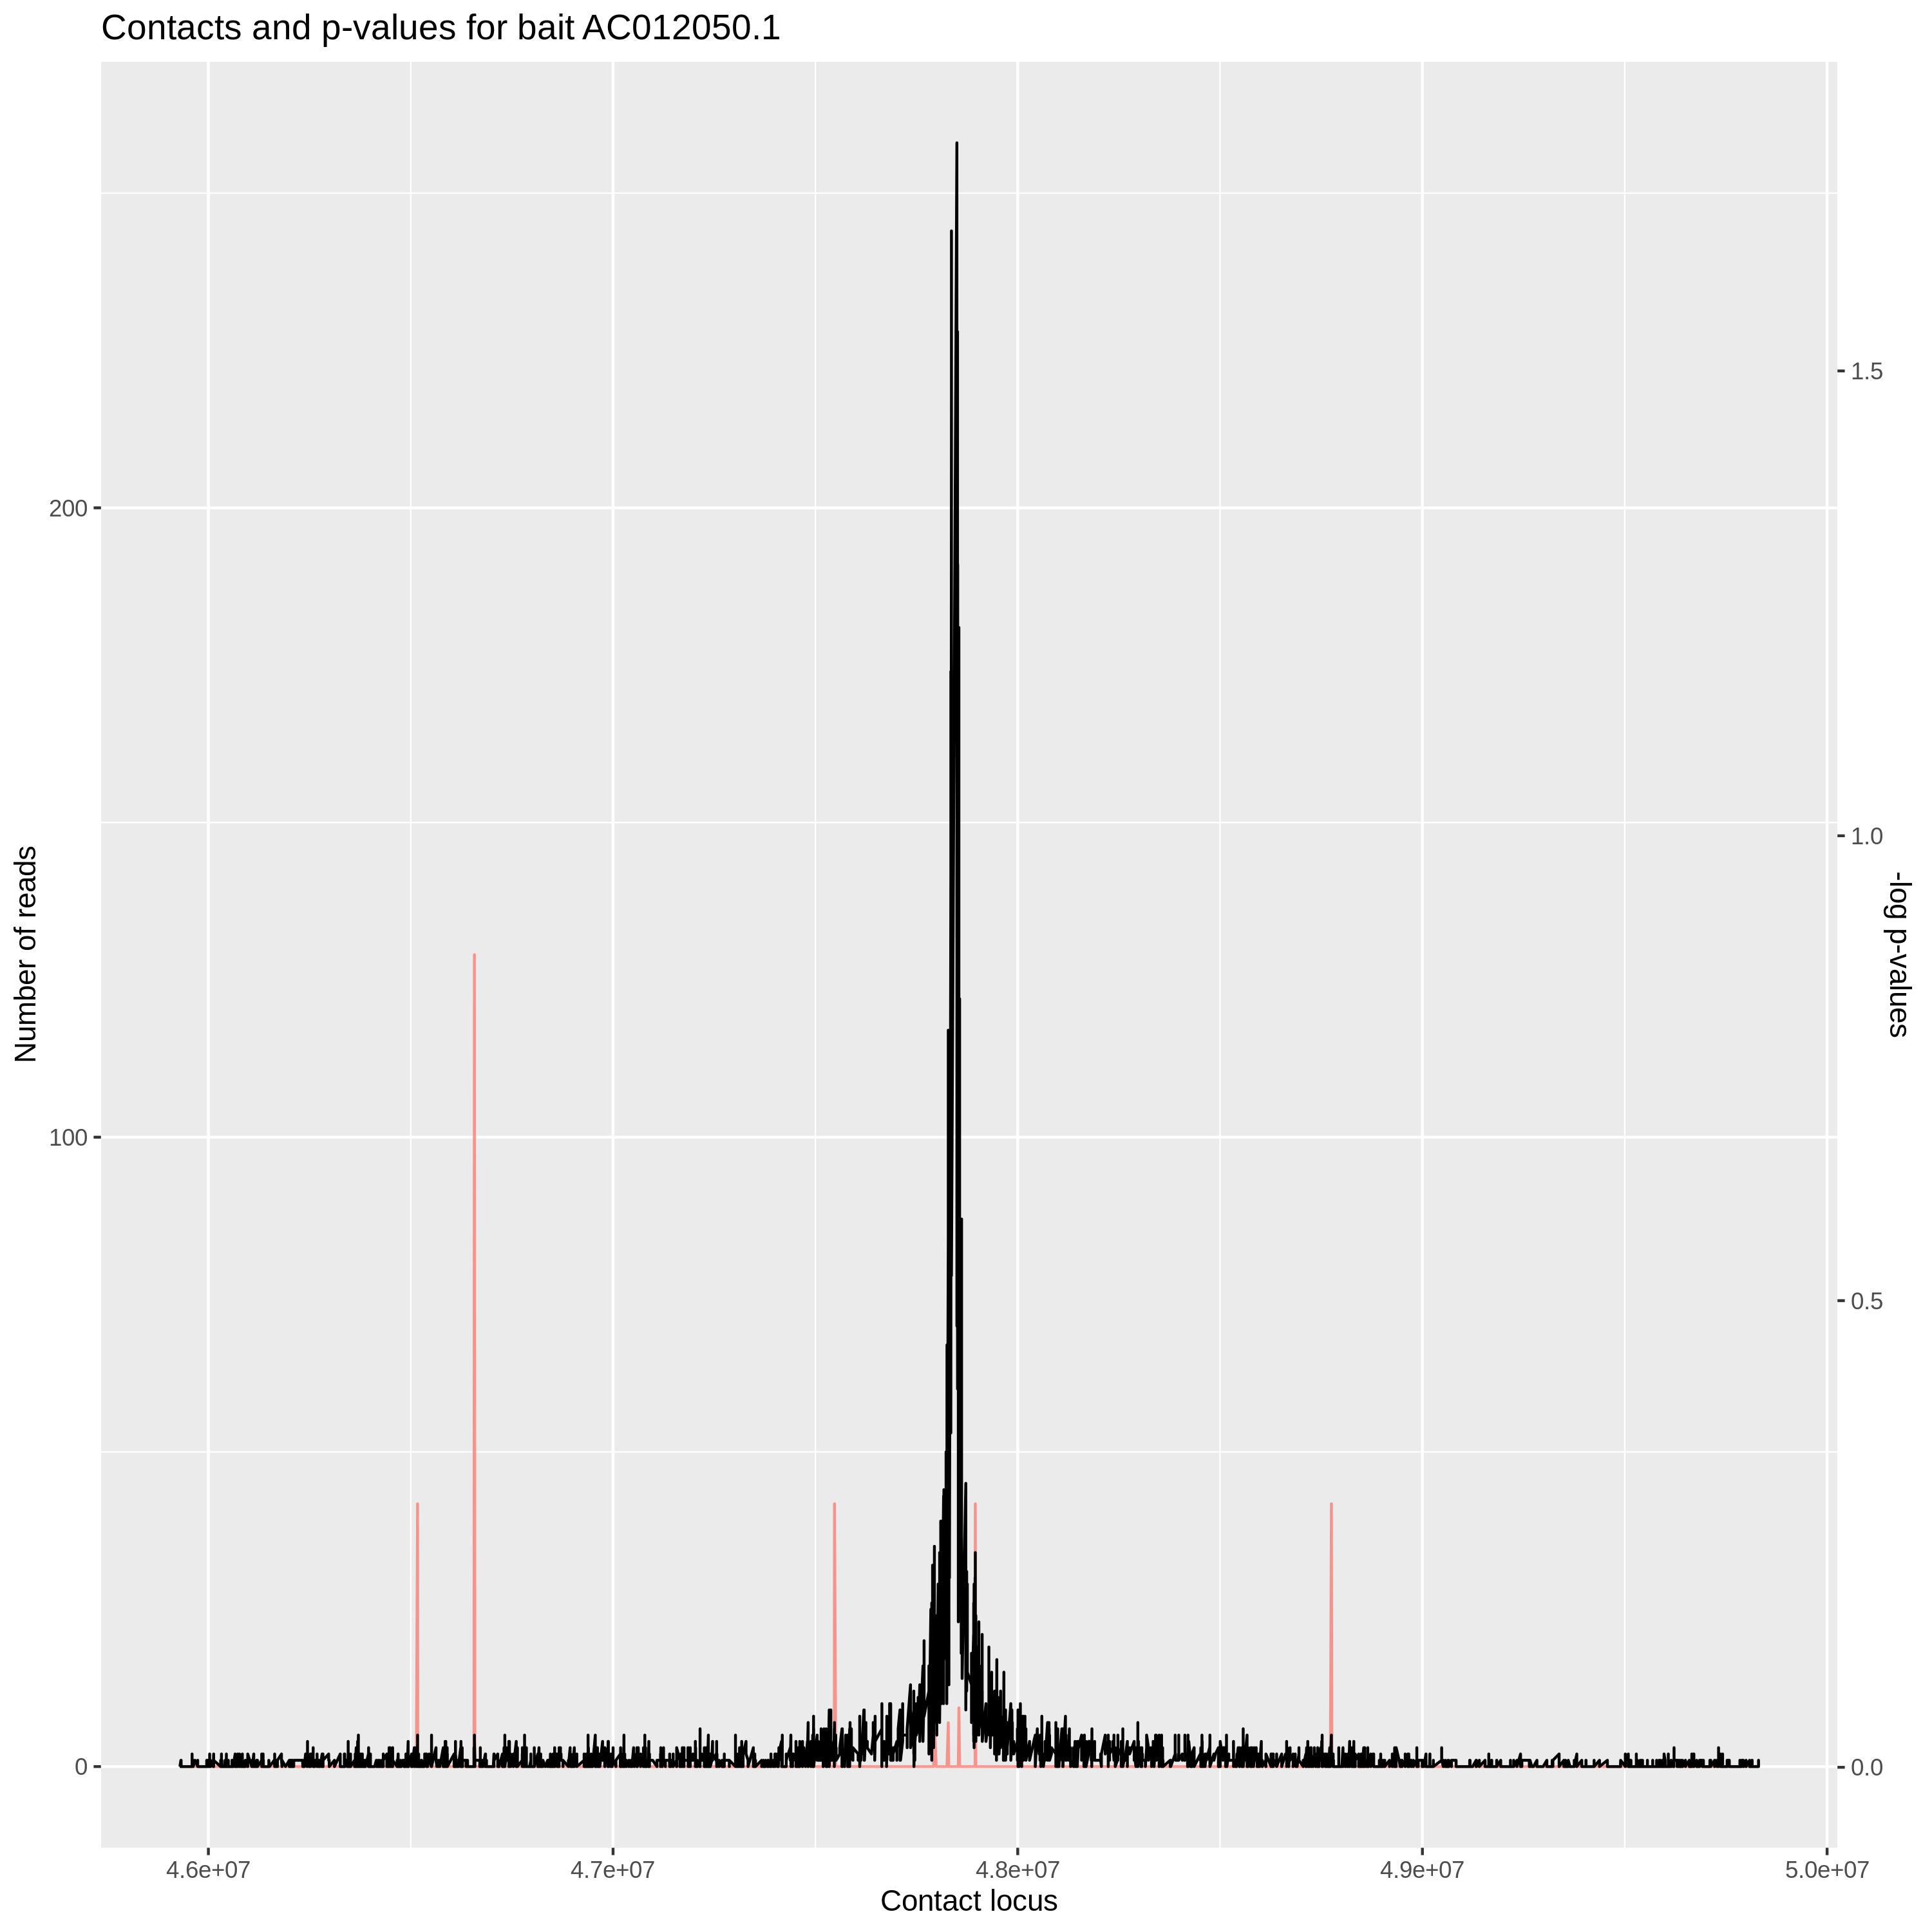 Contacts and p-values for bait AC012050.1
Number of reads
200
100
0
1.5
1.0
0.5
0.0
-log p-values
4.6e+07 4.7e+07 4.8e+07 4.9e+07 5.0e+07
Contact locus